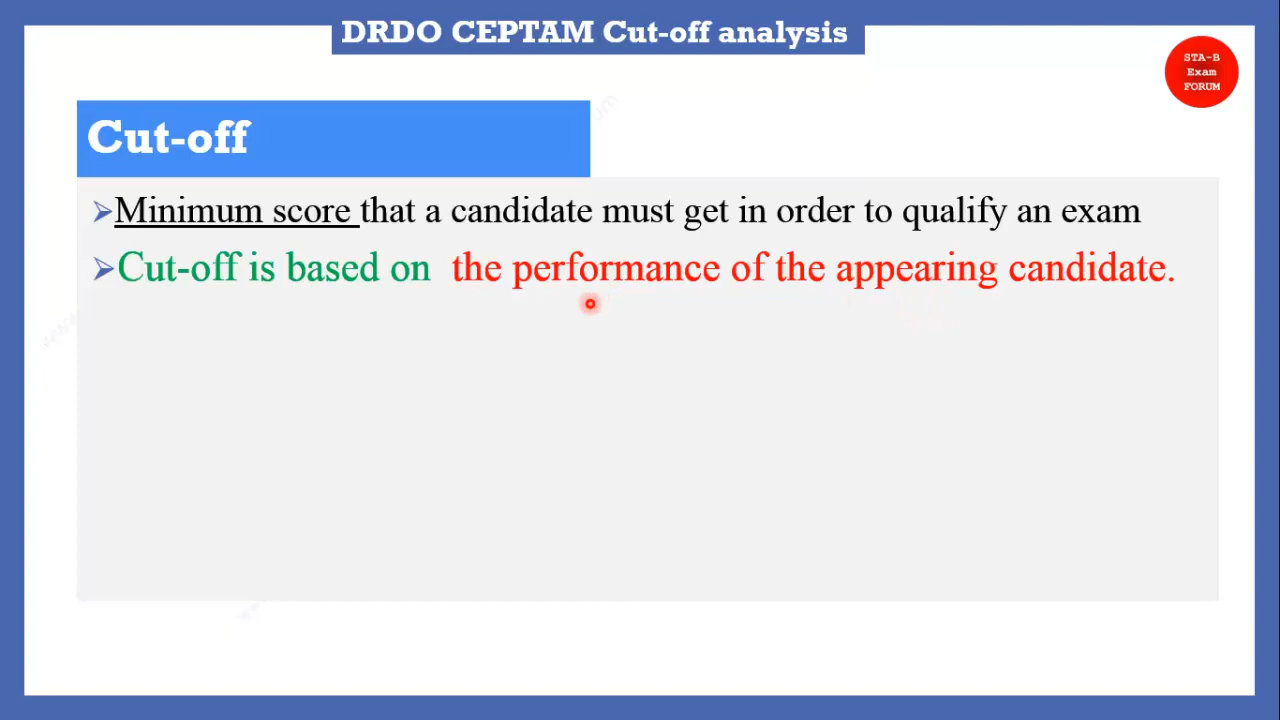 DRDO CEPTAM Cut-off analysis
STA-B
Exam
FORUM
Cut-off
➢Minimum score that a candidate must get in order to qualify an exam
➢Cut-off is based on the performance of the appearing candidate.